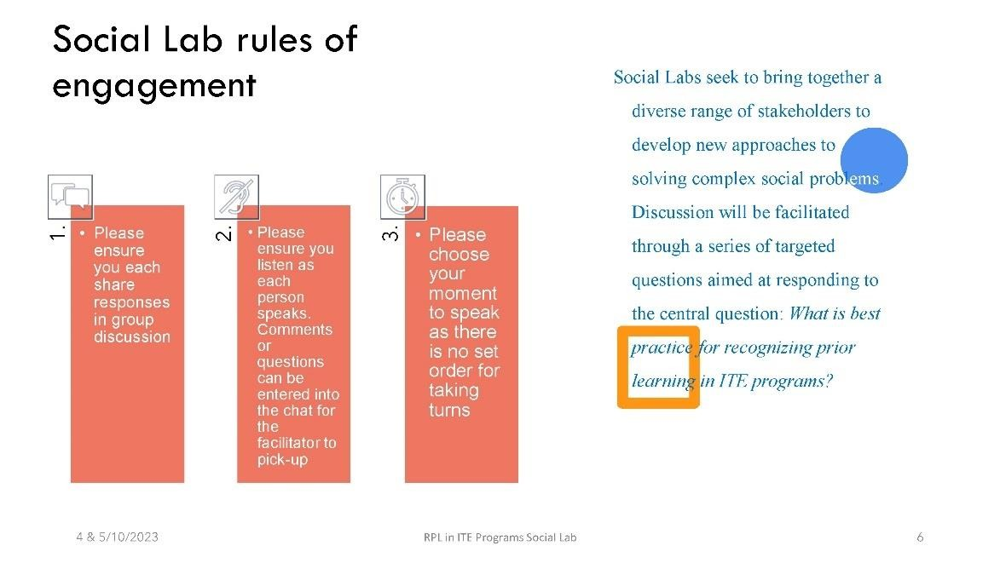 Social Lab rules of
engagement
1.
• Please
ensure
you each
share
responses
in group
discussion
2.
• Please
ensure you
listen as
each
person
speaks.
Comments
or
questions
can be
entered into
the chat for
the
facilitator to
pick-up
3.
• Please
choose
your
moment
to speak
as there
is no set
order for
taking
turns
Social Labs seek to bring together a
diverse range of stakeholders to
develop new approaches to
solving complex social problems.
Discussion will be facilitated
through a series of targeted
questions aimed at responding to
the central question: What is best
practice for recognizing prior
learning in ITE programs?
4 & 5/10/2023
RPL in ITE Programs Social Lab
6